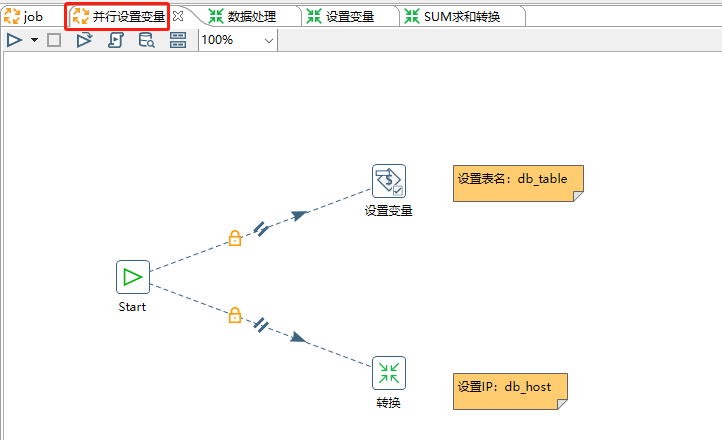 job
并行设置变量
数据处理
设置变量
SUM求和转换
100%
设置变量
设置表名：db_table
Start
转换
设置IP：db_host